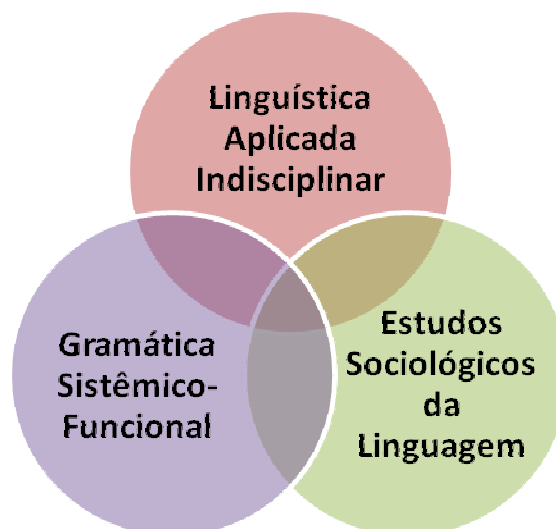 Linguística
Aplicada
Indisciplinar
Gramática
Sistêmico-
Funcional
Estudos
Sociológicos
da
Linguagem